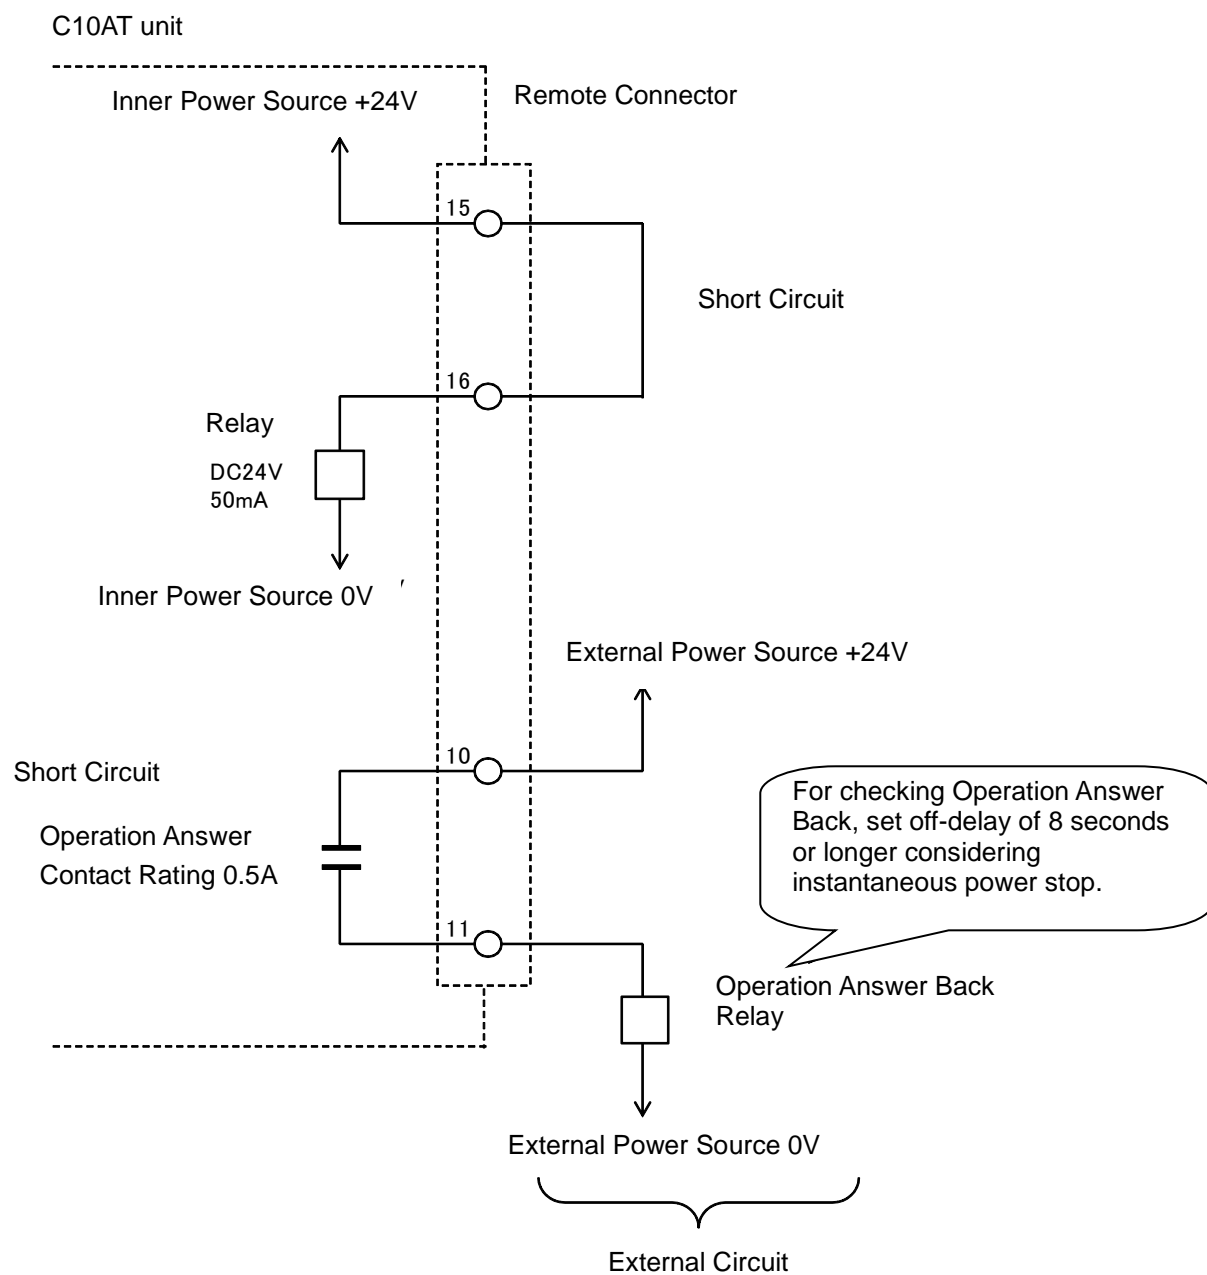 C10AT unit
Inner Power Source +24V
Remote Connector
15
Short Circuit
16
Relay
DC24V
50mA
Inner Power Source 0V
External Power Source +24V
10
Short Circuit
Operation Answer
Contact Rating 0.5A
For checking Operation Answer
Back, set off-delay of 8 seconds
or longer considering
instantaneous power stop.
11
Operation Answer Back
Relay
External Power Source 0V
External Circuit